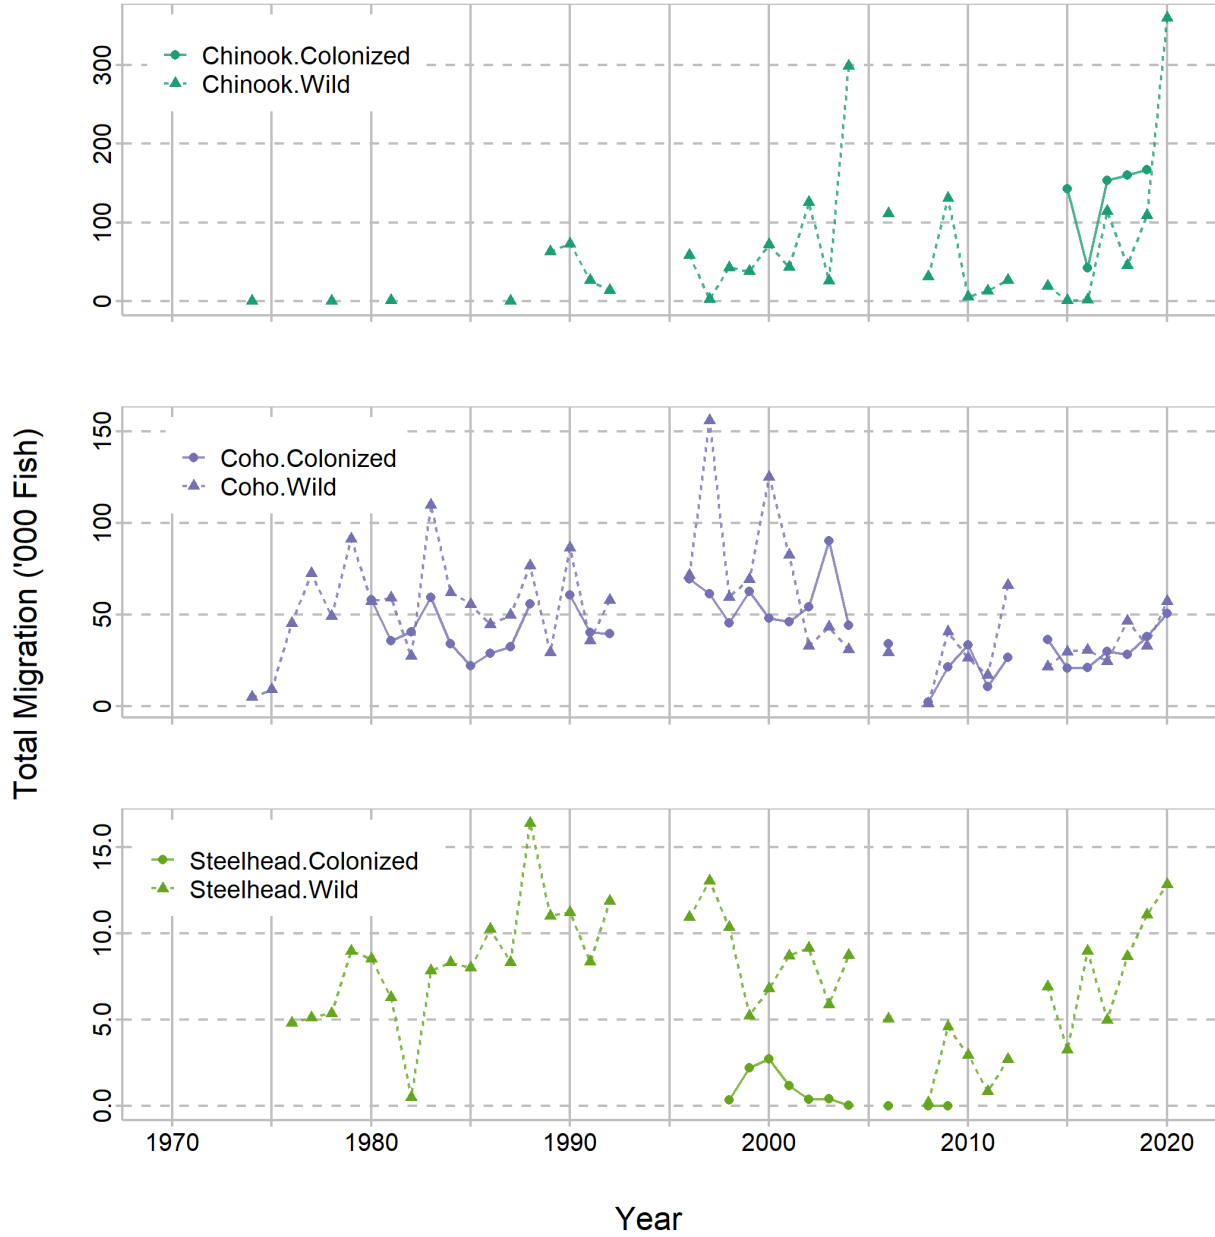 Total Migration ('000 Fish)
300
200
100
0
Chinook.Colonized
Chinook.Wild
150
100
50
0
Coho.Colonized
Coho.Wild
15.0
10.0
5.0
0.0
Steelhead.Colonized
Steelhead.Wild
1970 1980 1990 2000 2010 2020
Year